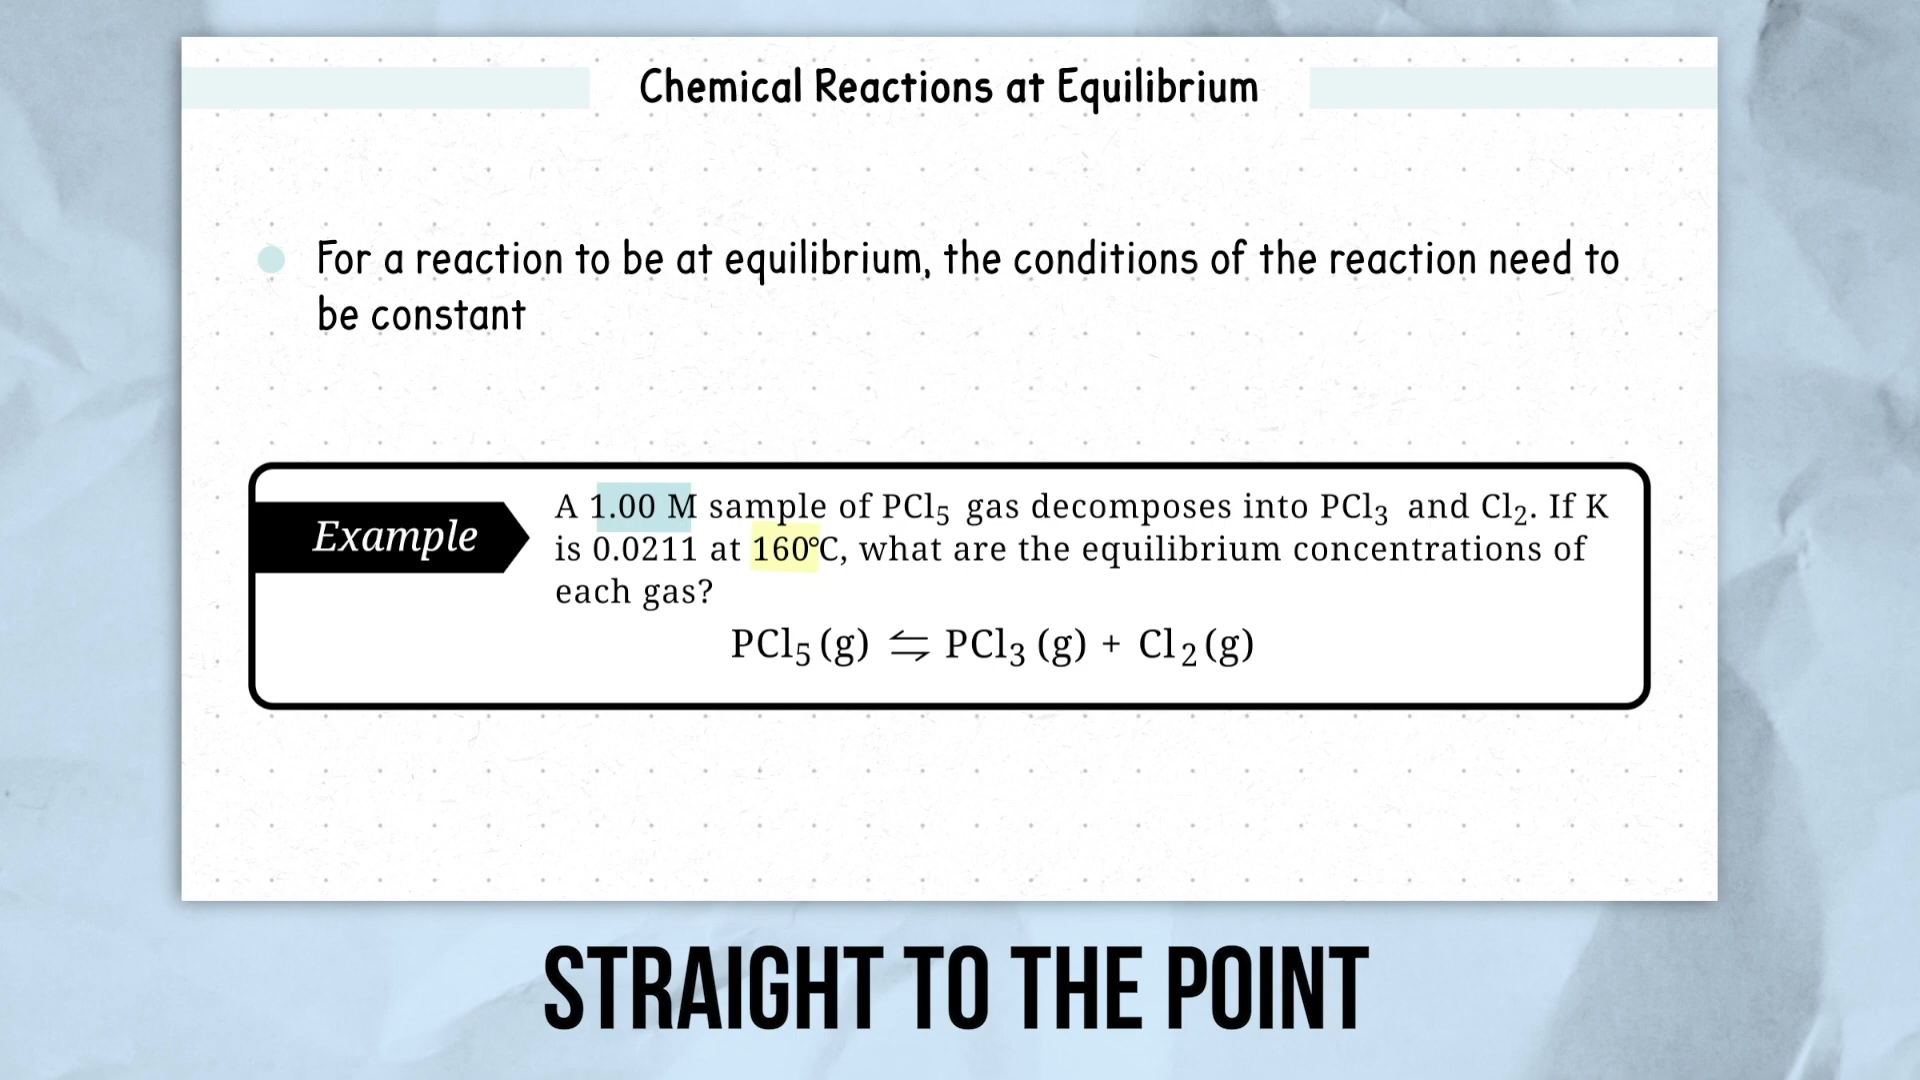 Chemical Reactions at Equilibrium
For a reaction to be at equilibrium, the conditions of the reaction need to
be constant
Example
A 1.00 M sample of PCl₅ gas decomposes into PCl₃ and Cl₂. If K
is 0.0211 at 160°C, what are the equilibrium concentrations of
each gas?
PCl₅ (g) ⇌ PCl₃ (g) + Cl₂ (g)
STRAIGHT TO THE POINT